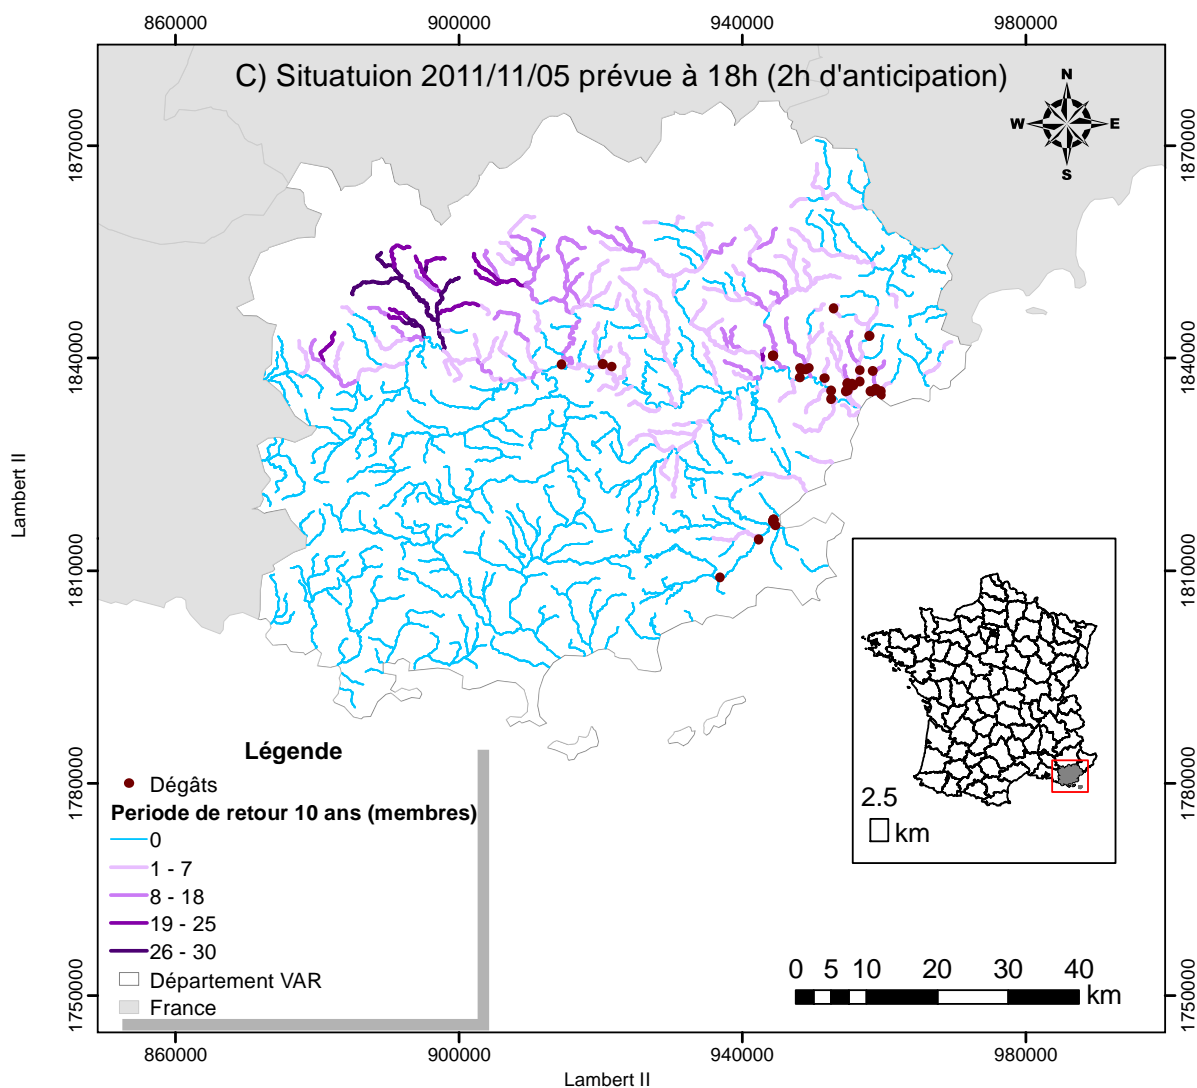 860000 900000 940000 980000
C) Situatuion 2011/11/05 prévue à 18h (2h d'anticipation)
N
W E
S
1870000 1870000
1840000 1840000
Lambert II
1810000 1810000
1780000 1780000
1750000 1750000
2.5
km
Légende
Dégâts
Periode de retour 10 ans (membres)
0
1 - 7
8 - 18
19 - 25
26 - 30
Département VAR
France
0 5 10 20 30 40
km
860000 900000 940000 980000
Lambert II